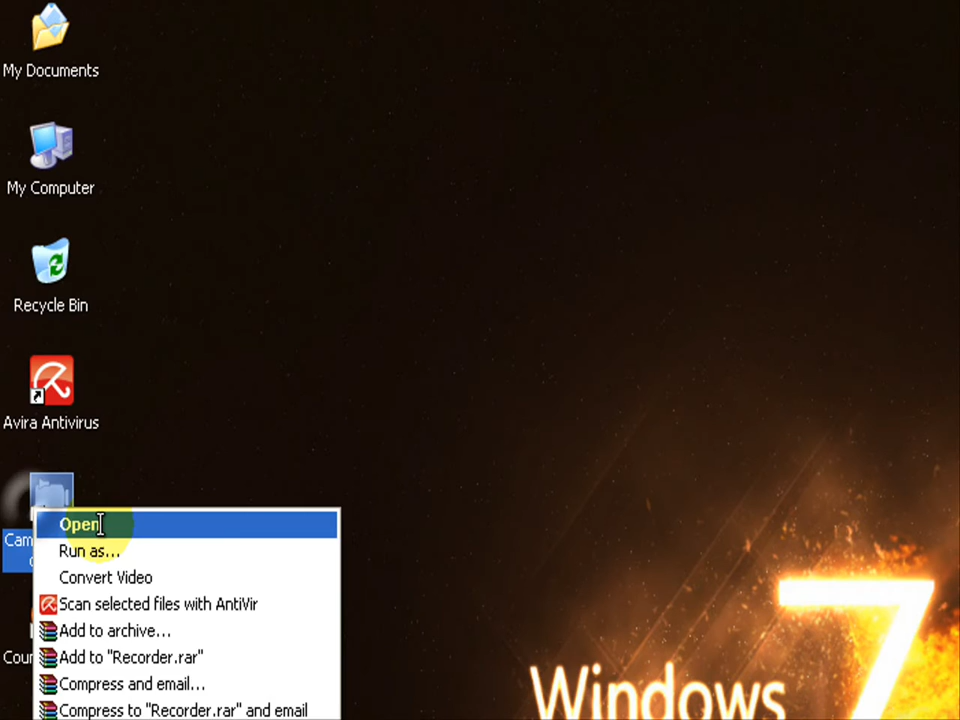 My Documents
My Computer
Recycle Bin
Avira Antivirus
Cam
Open
Run as...
Convert Video
Scan selected files with AntiVir
Add to archive...
Cour
Add to "Recorder.rar"
Compress and email...
Compress to "Recorder.rar" and email
Windows 7